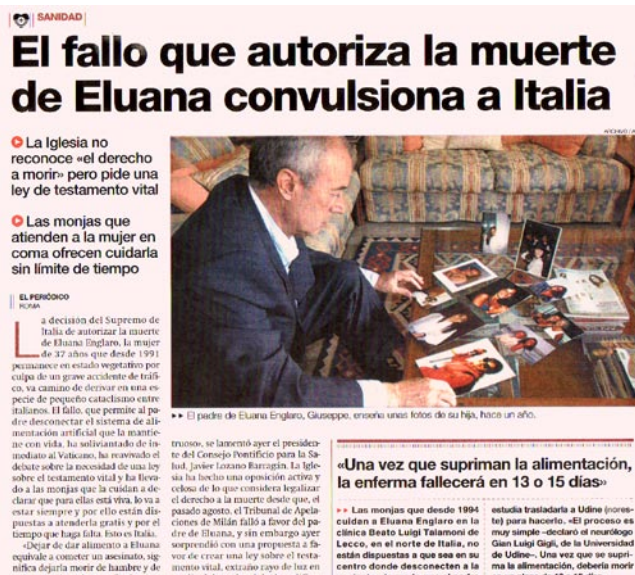 SANIDAD
El fallo que autoriza la muerte
de Eluana convulsiona a Italia
La Iglesia no
reconoce «el derecho
a morir» pero pide una
ley de testamento vital
Las monjas que
atienden a la mujer en
coma ofrecen cuidarla
sin límite de tiempo
EL PERIÓDICO
ROMA
La decisión del Supremo de
Italia de autorizar la muerte
de Eluana Englaro, la mujer
de 37 años que desde 1991
permanece en estado vegetativo por
culpa de un grave accidente de tráfi-
co, va camino de derivar en una es-
pecie de pequeño cataclismo entre
italianos. El fallo, que permite al pa-
dre desconectar el sistema de ali-
mentación artificial que la mantie-
ne con vida, ha soliviantado de in-
mediato al Vaticano, ha reavivado el
debate sobre la necesidad de una ley
sobre el testamento vital y ha lleva-
do a las monjas que la cuidan a de-
clarar que para ellas está viva, lo va a
estar siempre y por ello están dis-
puestas a atenderla gratis y por el
tiempo que haga falta. Esto es Italia.
«Dejar de dar alimento a Eluana
equivale a cometer un asesinato, sig-
nifica dejarla morir de hambre y de
ARCHIVO
El padre de Eluana Englaro, Giuseppe, enseña unas fotos de su hija, hace un año.
truoso, se lamentó ayer el presiden-
te del Consejo Pontificio para la Sa-
lud, Javier Lozano Barragán. La Igle-
sia ha hecho una oposición activa y
celosa de lo que considera legalizar
el derecho a la muerte desde que, el
pasado agosto, el Tribunal de Apela-
ciones de Milán falló a favor del pa-
dre de Eluana, y sin embargo ayer
sorprendió con una propuesta a fa-
vor de crear una ley sobre el testa-
mento vital, extraño rayo de luz en
«Una vez que supriman la alimentación,
la enferma fallecerá en 13 o 15 días»
Las monjas que desde 1994
cuidan a Eluana Englaro en la
clínica Beato Luigi Talamoni de
Lecco, en el norte de Italia, no
están dispuestas a que sea en su
centro donde desconecten a la
estudia trasladarla a Udine (nores-
te) para hacerlo. «El proceso es
muy simple –declaró el neurólogo
Gian Luigi Gigli, de la Universidad
de Udine–. Una vez que se supri-
ma la alimentación, debería morir